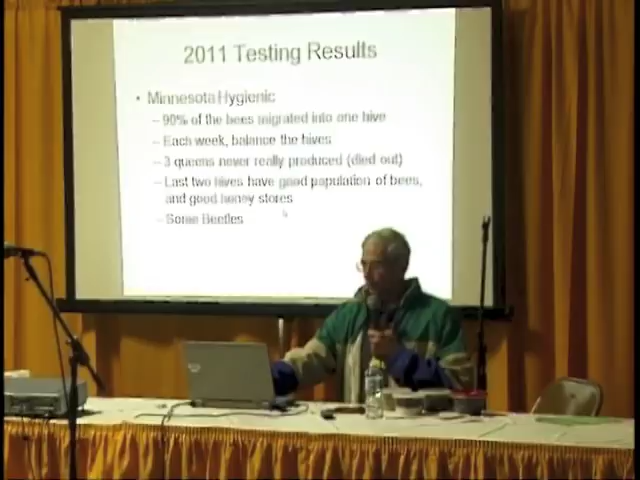 2011 Testing Results
• Minnesota Hygienic
– 90% of the bees migrated into one hive
– Each week, balance the hives
– 3 queens never really produced (died out)
– Last two hives have good population of bees,
and good honey stores
– Some Beetles